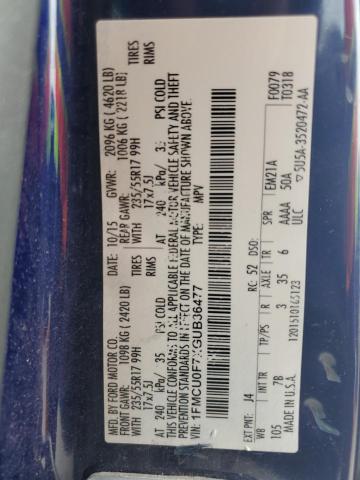 MFD. BY FORD MOTOR CO.
DATE: 10/15 GVWR: 2096 KG ( 4620 LB)
FRONT GAWR: 1098 KG ( 2420 LB) REAR GAWR: 1006 KG ( 2218 LB)
235/55R17 99H TIRES 235/55R17 99H TIRES
17x7.5J RIMS 17x7.5J RIMS
AT 240 kPa/ 35 PSI COLD AT 240 kPa/ 35 PSI COLD
THIS VEHICLE CONFORMS TO ALL APPLICABLE FEDERAL MOTOR VEHICLE SAFETY AND THEFT
PREVENTION STANDARDS IN EFFECT ON THE DATE OF MANUFACTURE SHOWN ABOVE.
VIN: 1FMCU0F7 GUB36477
TYPE: MPV
F0079
T0318
EXT PNT: J4 RC: 52 DSO:
WB INT TR TP/PS R AXLE TR SPR EM21A
105 7B 3 35 6 AAAA 50A
ULC
MADE IN U.S.A. 1201510165123
5U5A-3520472-AA